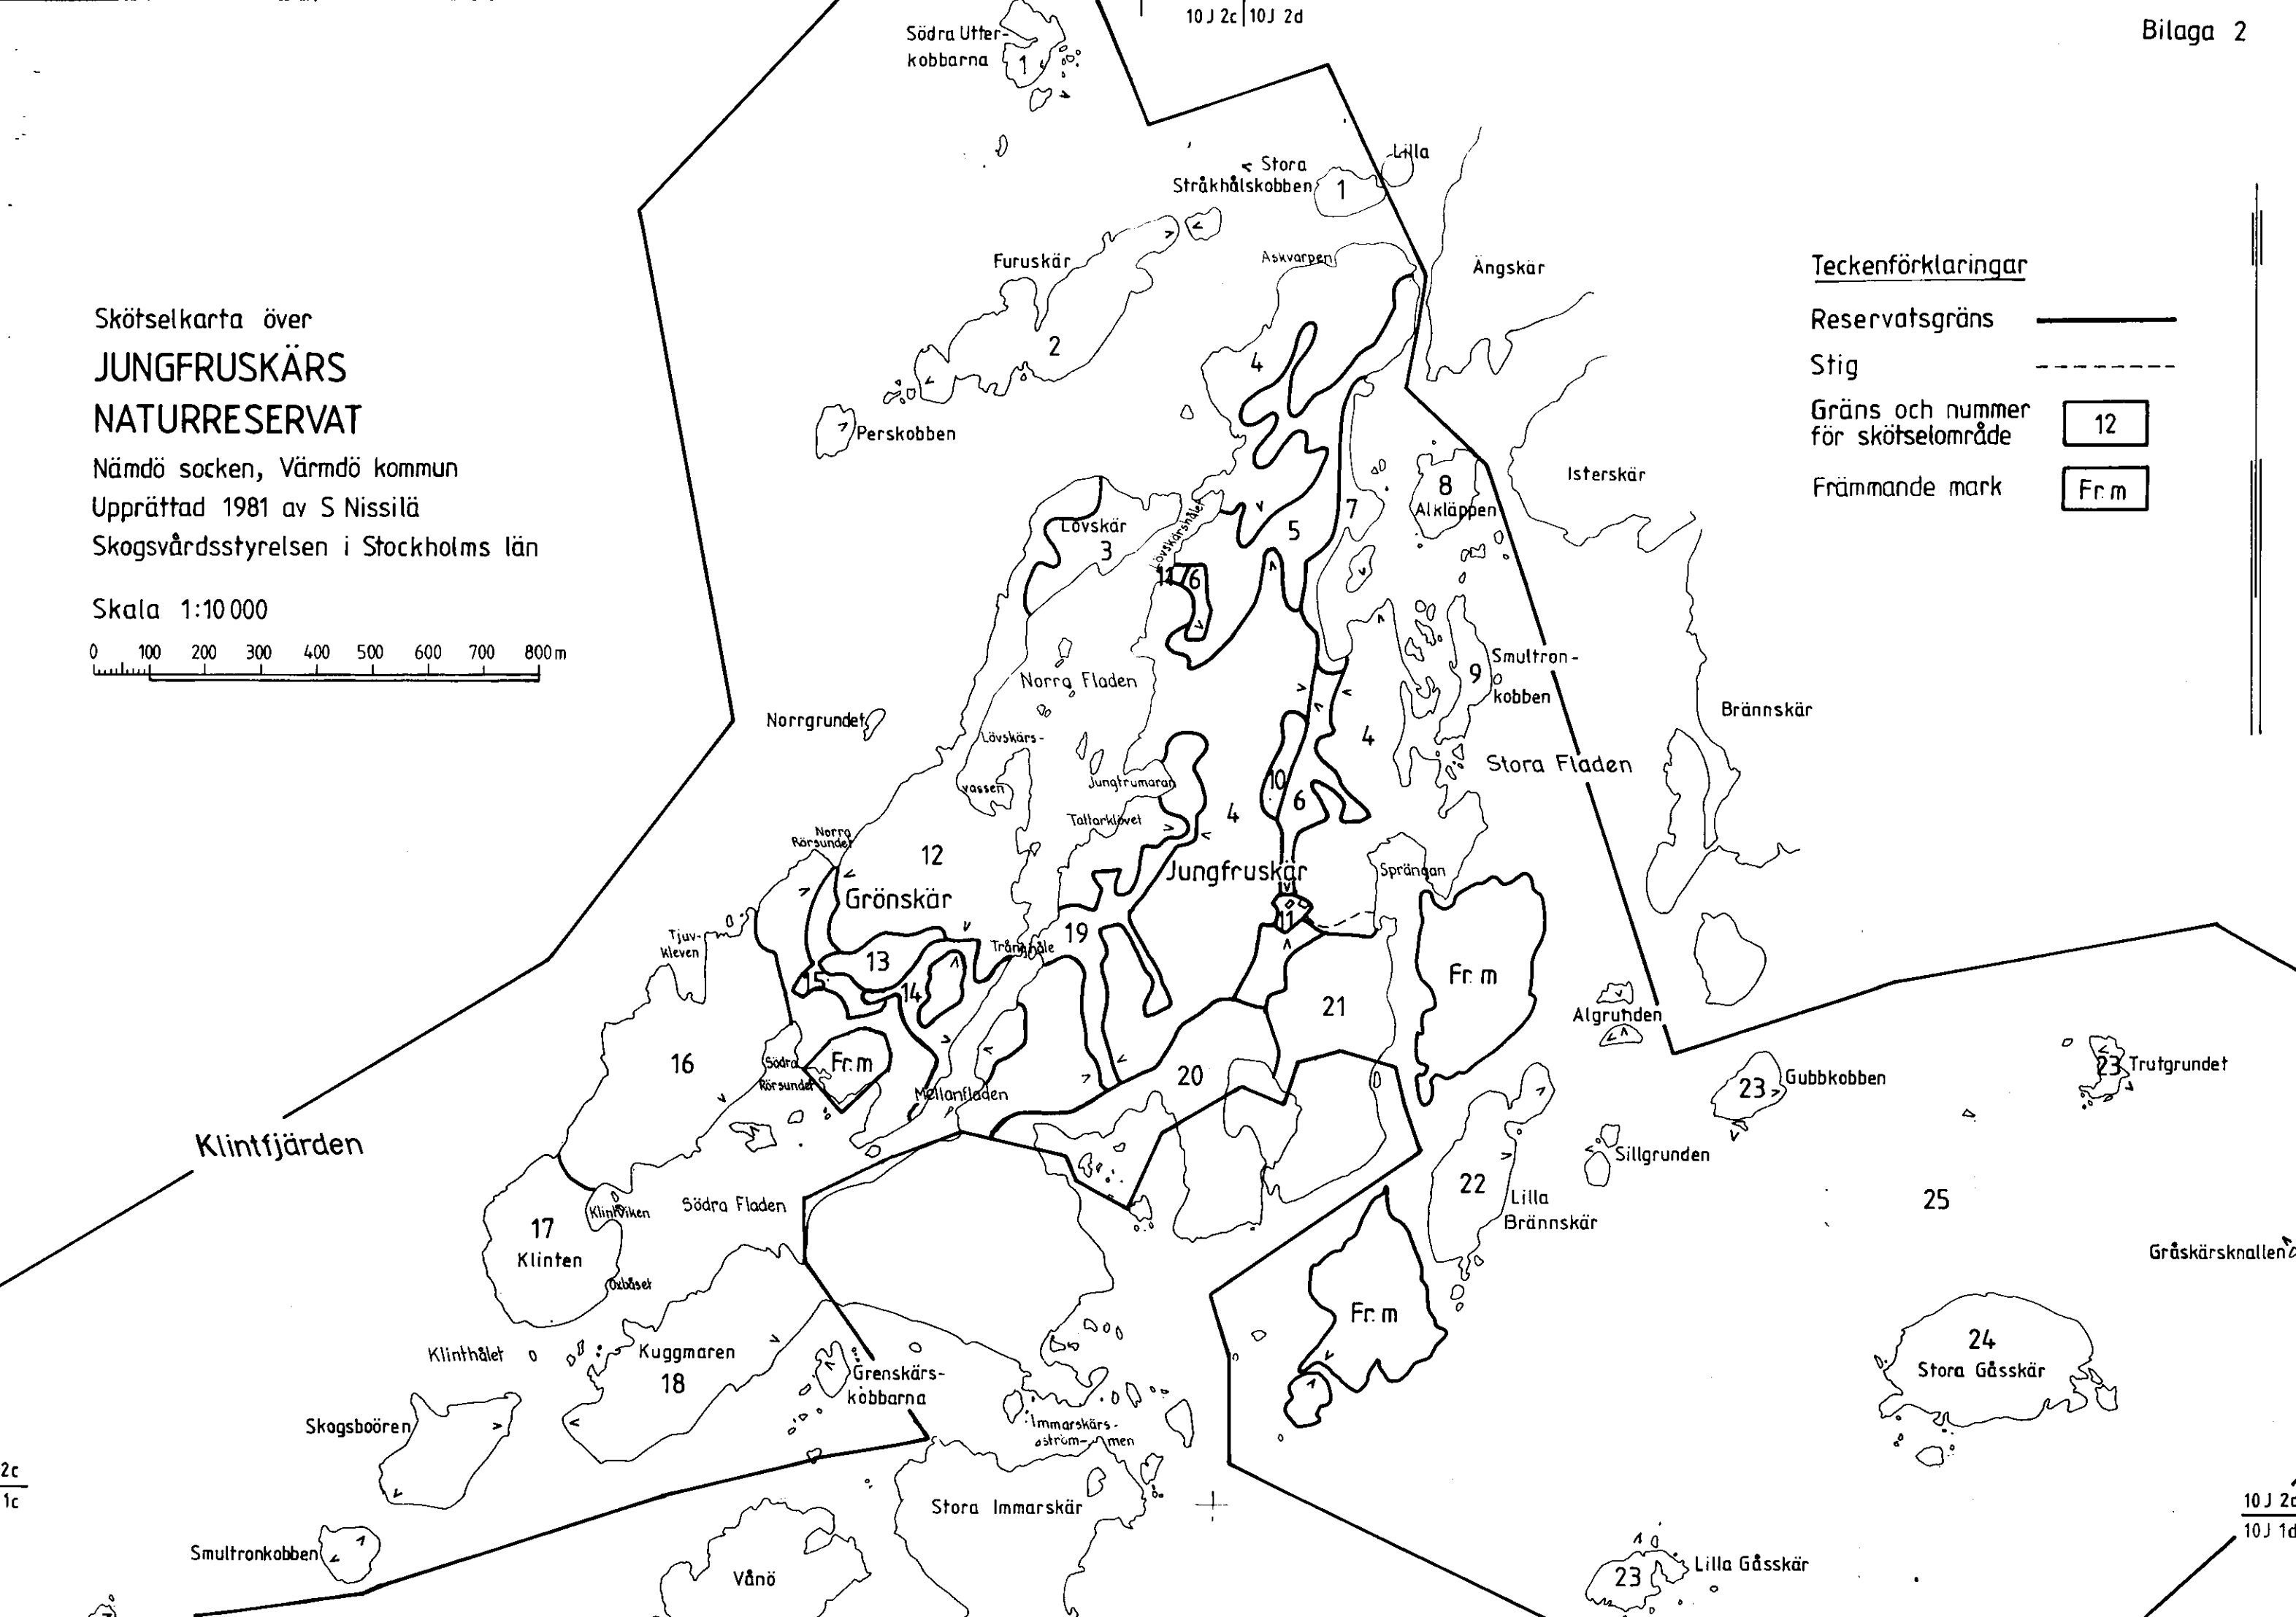 10 J 2c 10 J 2d
Bilaga 2
Södra Utter-
kobbarna
1
Stora
Stråkhålskobben
1
Lilla
Furuskär
2
Askvarpen
Ängskär
Teckenförklaringar
Reservatsgräns
Stig
Gräns och nummer
för skötselområde
12
Främmande mark
Fr. m
Skötselkarta över
JUNGFRUSKÄRS
NATURRESERVAT
Nämdö socken, Värmdö kommun
Upprättad 1981 av S Nissilä
Skogsvårdsstyrelsen i Stockholms län
Skala 1:10 000
0 100 200 300 400 500 600 700 800 m
Perskobben
4
Isterskär
8
Alkläppen
7
5
Lövskär
3
Lövskärshålet
11
6
Norra Fladen
9
Smultron-
kobben
Brännskär
Norrgrundet
Lövskärs-
vassen
4
Stora Fladen
Jungfrumaran
10
6
4
Tattarklövet
Norra
Rörsundet
12
Grönskär
Jungfruskär
Sprängan
11
19
Tjuv-
kleven
Trånghåle
13
15
14
Fr. m
21
Algrunden
16
Södra
Rörsundet
Fr. m
Mellanfladen
20
23
Gubbkobben
23
Trutgrundet
Klintfjärden
Sillgrunden
22
Lilla
Brännskär
25
Södra Fladen
Klintviken
17
Klinten
Oxbåset
Gråskärsknallen
Fr. m
24
Stora Gåsskär
Klinthålet
Kuggmaren
18
Grenskärs-
kobbarna
Skogsboören
Immarskärs-
ström-men
2c
1c
Stora Immarskär
10 J 2d
10 J 1d
Smultronkobben
Vånö
23
Lilla Gåsskär